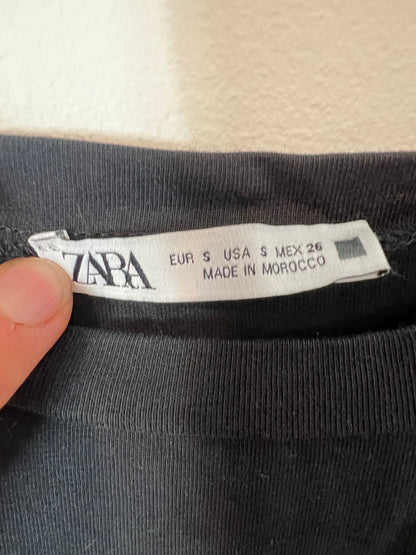 ZARA
EUR S USA S MEX 26
MADE IN MOROCCO